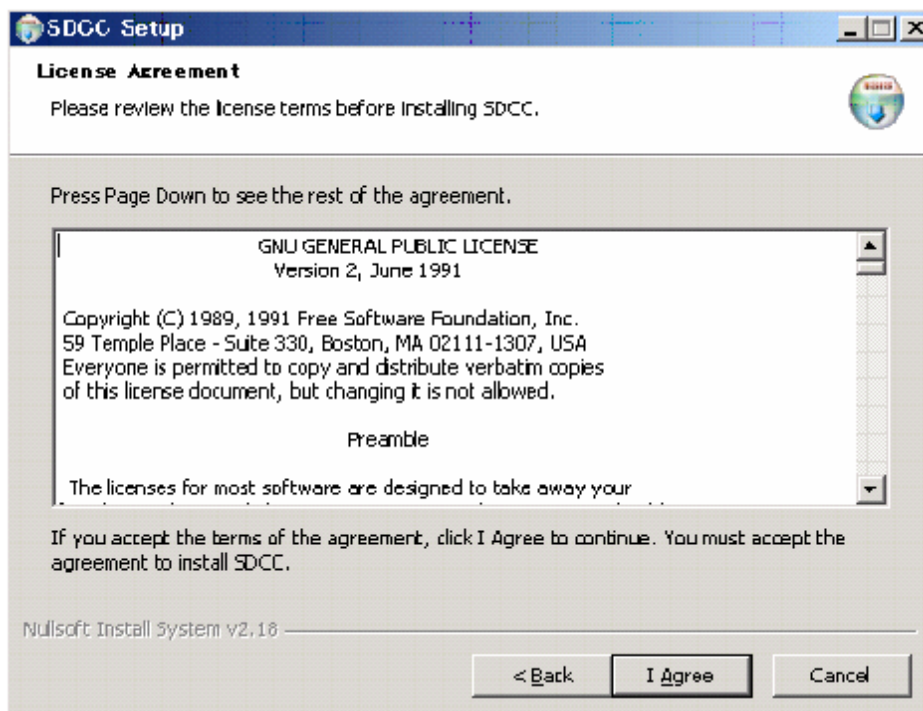 SDCC Setup
License Agreement
Please review the license terms before installing SDCC.
Press Page Down to see the rest of the agreement.
GNU GENERAL PUBLIC LICENSE
Version 2, June 1991
Copyright (C) 1989, 1991 Free Software Foundation, Inc.
59 Temple Place - Suite 330, Boston, MA 02111-1307, USA
Everyone is permitted to copy and distribute verbatim copies
of this license document, but changing it is not allowed.
Preamble
The licenses for most software are designed to take away your
If you accept the terms of the agreement, click I Agree to continue. You must accept the
agreement to install SDCC.
Nullsoft Install System v2.18
< Back I Agree Cancel